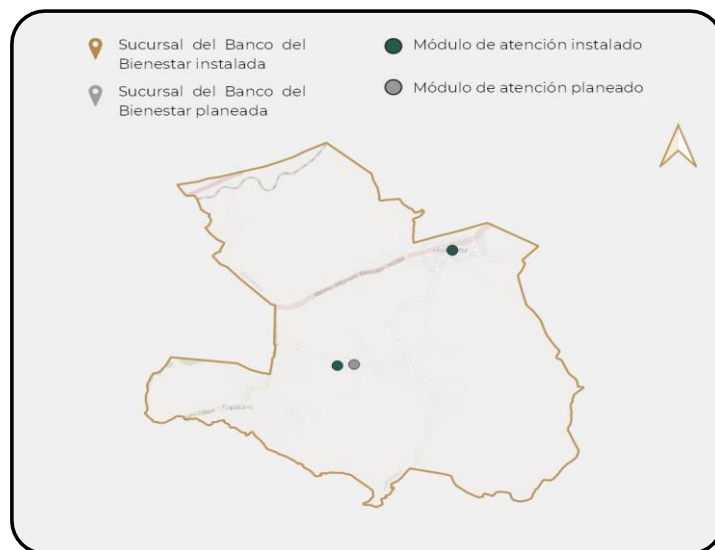 Sucursal del Banco del
Bienestar instalada
Sucursal del Banco del
Bienestar planeada
Módulo de atención instalado
Módulo de atención planeado
Tupátaro